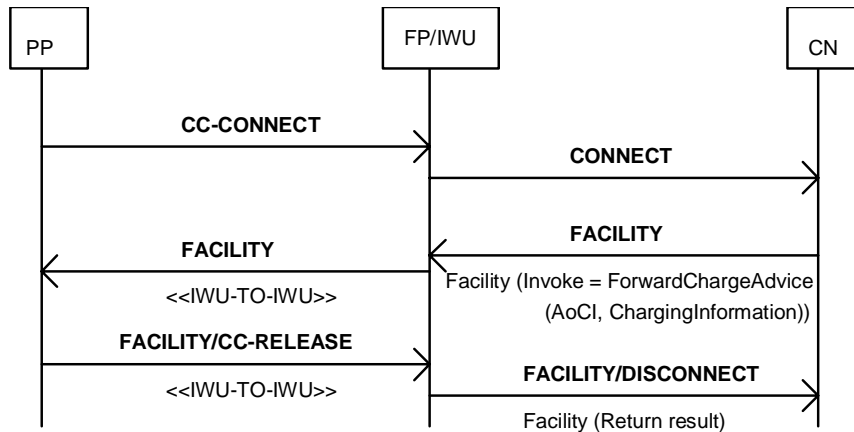 PP
FP/IWU
CN
CC-CONNECT
CONNECT
FACILITY
FACILITY
<<IWU-TO-IWU>>
Facility (Invoke = ForwardChargeAdvice
(AoCI, ChargingInformation))
FACILITY/CC-RELEASE
<<IWU-TO-IWU>>
FACILITY/DISCONNECT
Facility (Return result)